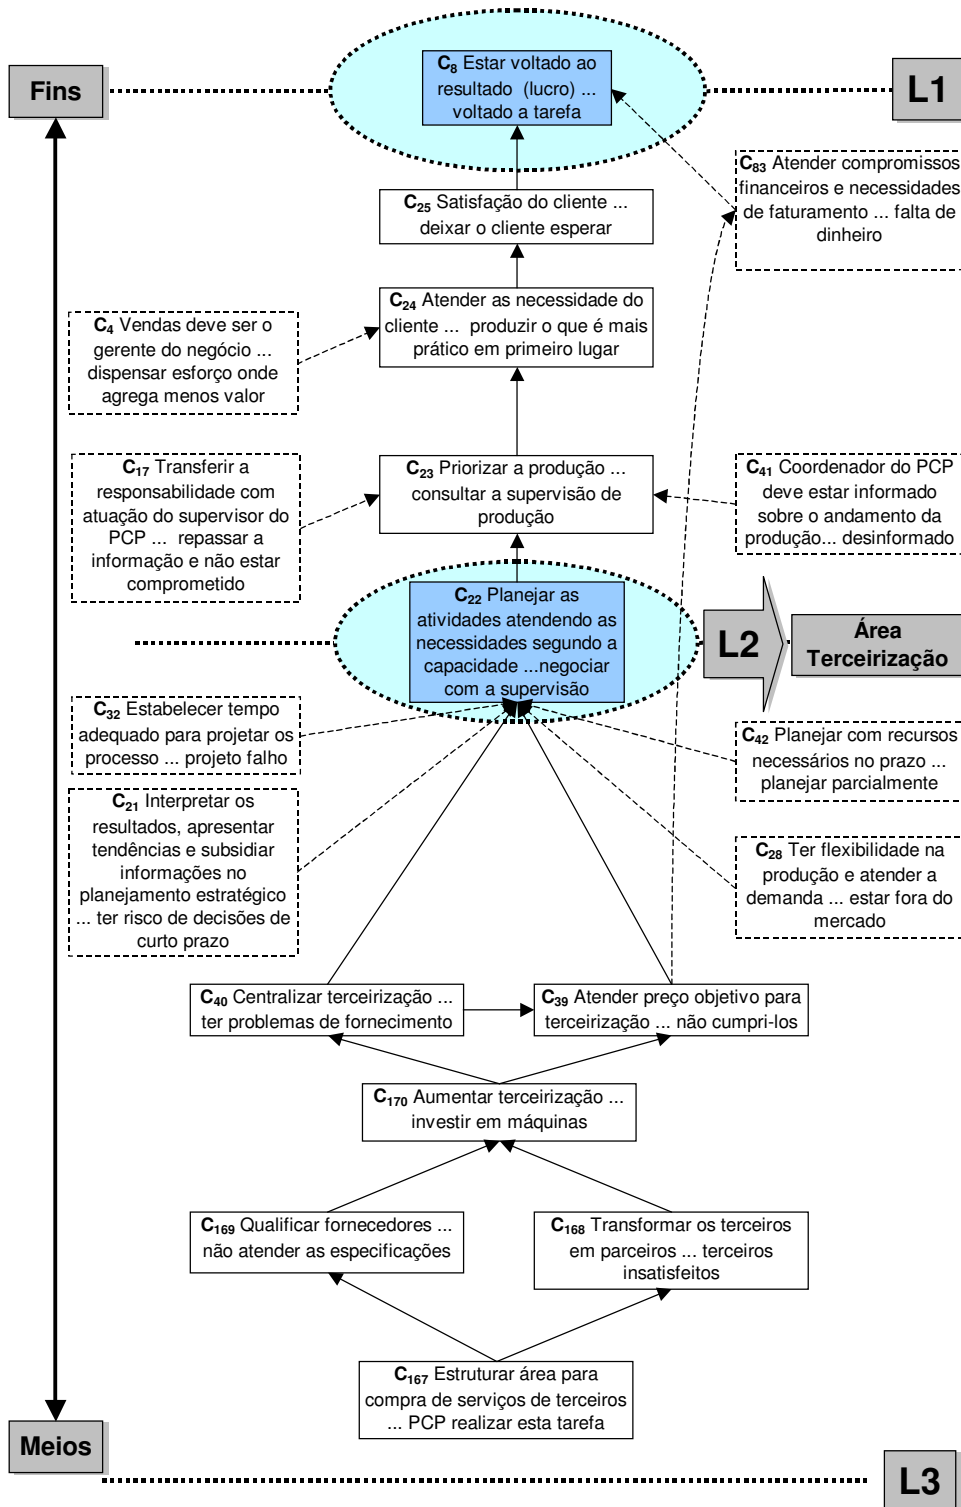 Fins
C8 Estar voltado ao
resultado (lucro) ...
voltado a tarefa
L1
C83 Atender compromissos
financeiros e necessidades
de faturamento ... falta de
dinheiro
C25 Satisfação do cliente ...
deixar o cliente esperar
C24 Atender as necessidade do
cliente ... produzir o que é mais
prático em primeiro lugar
C4 Vendas deve ser o
gerente do negócio ...
dispensar esforço onde
agrega menos valor
C17 Transferir a
responsabilidade com
atuação do supervisor do
PCP ... repassar a
informação e não estar
comprometido
C23 Priorizar a produção ...
consultar a supervisão de
produção
C41 Coordenador do PCP
deve estar informado
sobre o andamento da
produção... desinformado
C22 Planejar as
atividades atendendo as
necessidades segundo a
capacidade ...negociar
com a supervisão
L2
Área
Terceirização
C32 Estabelecer tempo
adequado para projetar os
processo ... projeto falho
C42 Planejar com recursos
necessários no prazo ...
planejar parcialmente
C21 Interpretar os
resultados, apresentar
tendências e subsidiar
informações no
planejamento estratégico
... ter risco de decisões de
curto prazo
C28 Ter flexibilidade na
produção e atender a
demanda ... estar fora do
mercado
C40 Centralizar terceirização ...
ter problemas de fornecimento
C39 Atender preço objetivo para
terceirização ... não cumpri-los
C170 Aumentar terceirização ...
investir em máquinas
C169 Qualificar fornecedores ...
não atender as especificações
C168 Transformar os terceiros
em parceiros ... terceiros
insatisfeitos
C167 Estruturar área para
compra de serviços de terceiros
... PCP realizar esta tarefa
Meios
L3